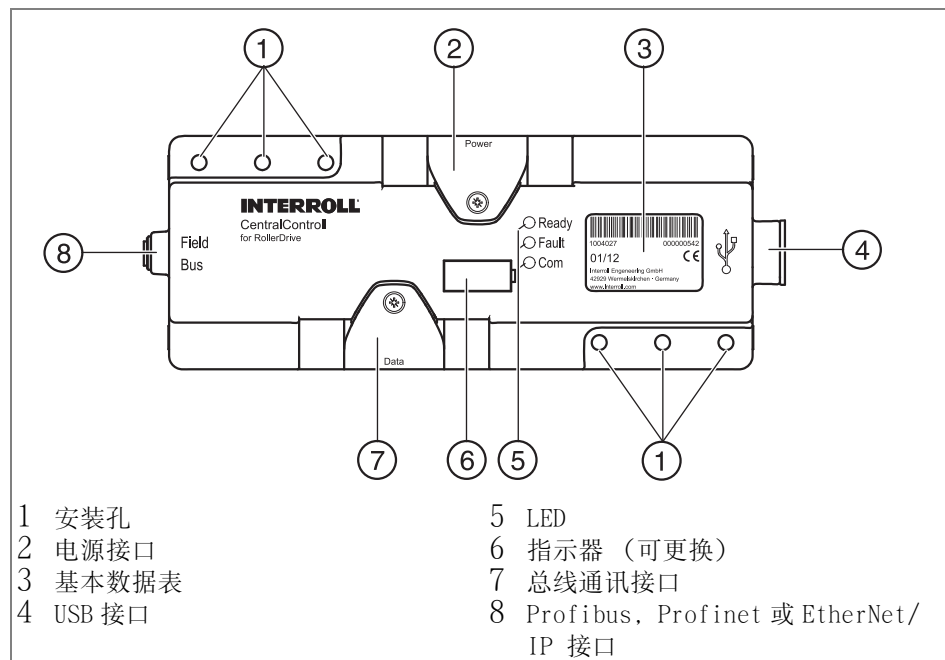 1
2
3
Power
INTERROLL
CentralControl
for RollerDrive
Ready
Fault
Com
1004027 000000542
01/12 CE
Interroll Engeneering GmbH
42929 Wermelskirchen · Germany
www.interroll.com
8
Field
Bus
4
Data
7
6
5
1
1 安装孔
2 电源接口
3 基本数据表
4 USB 接口
5 LED
6 指示器 （可更换）
7 总线通讯接口
8 Profibus, Profinet 或 EtherNet/
IP 接口